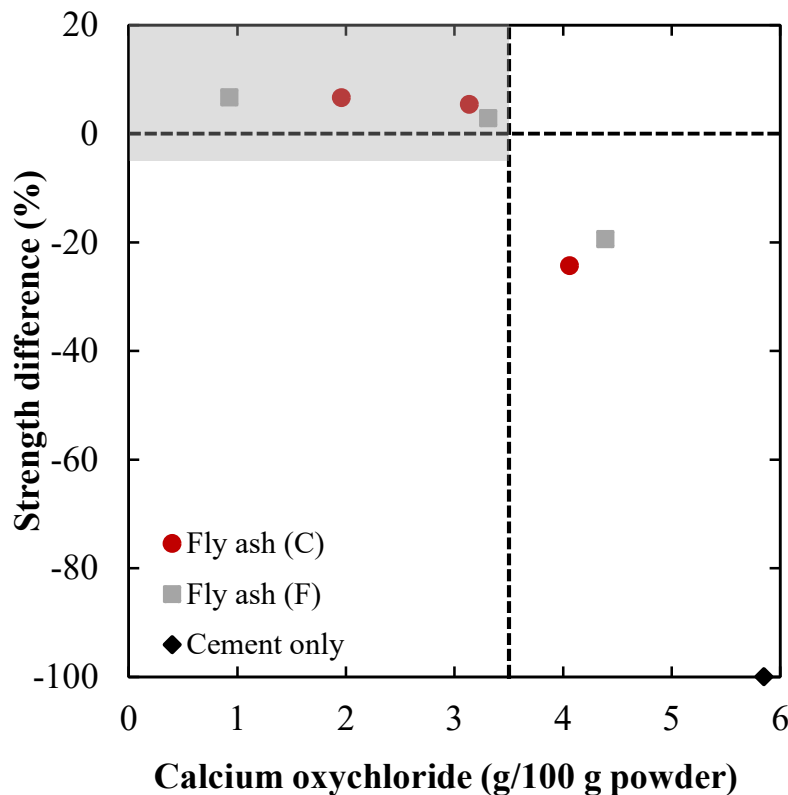 20
0
-20
-40
-60
-80
-100
Strength difference (%)
Fly ash (C)
Fly ash (F)
Cement only
0 1 2 3 4 5 6
Calcium oxychloride (g/100 g powder)